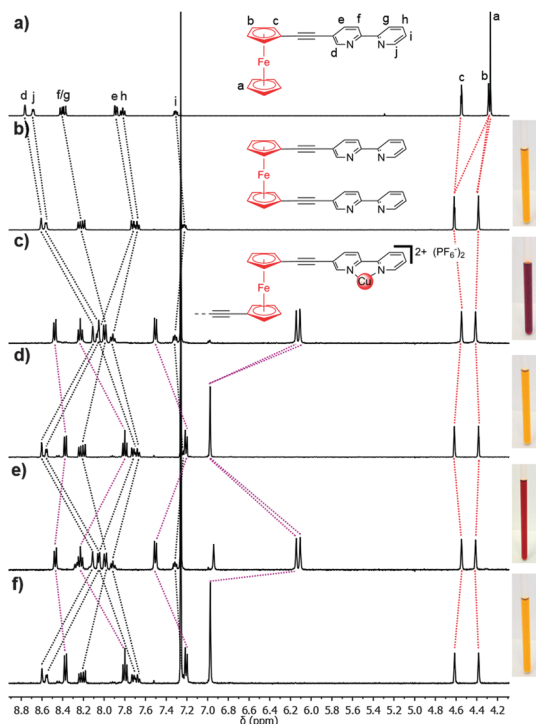 a)
b c e f g h
N N i
Fe d j
a
a
d j f/g e h i c b
b)
N N
Fe
N N
c)
2+ (PF₆⁻)₂
N N
Fe Cu
d)
e)
f)
8.8 8.6 8.4 8.2 8.0 7.8 7.6 7.4 7.2 7.0 6.8 6.6 6.4 6.2 6.0 5.8 5.6 5.4 5.2 5.0 4.8 4.6 4.4 4.2
δ (ppm)